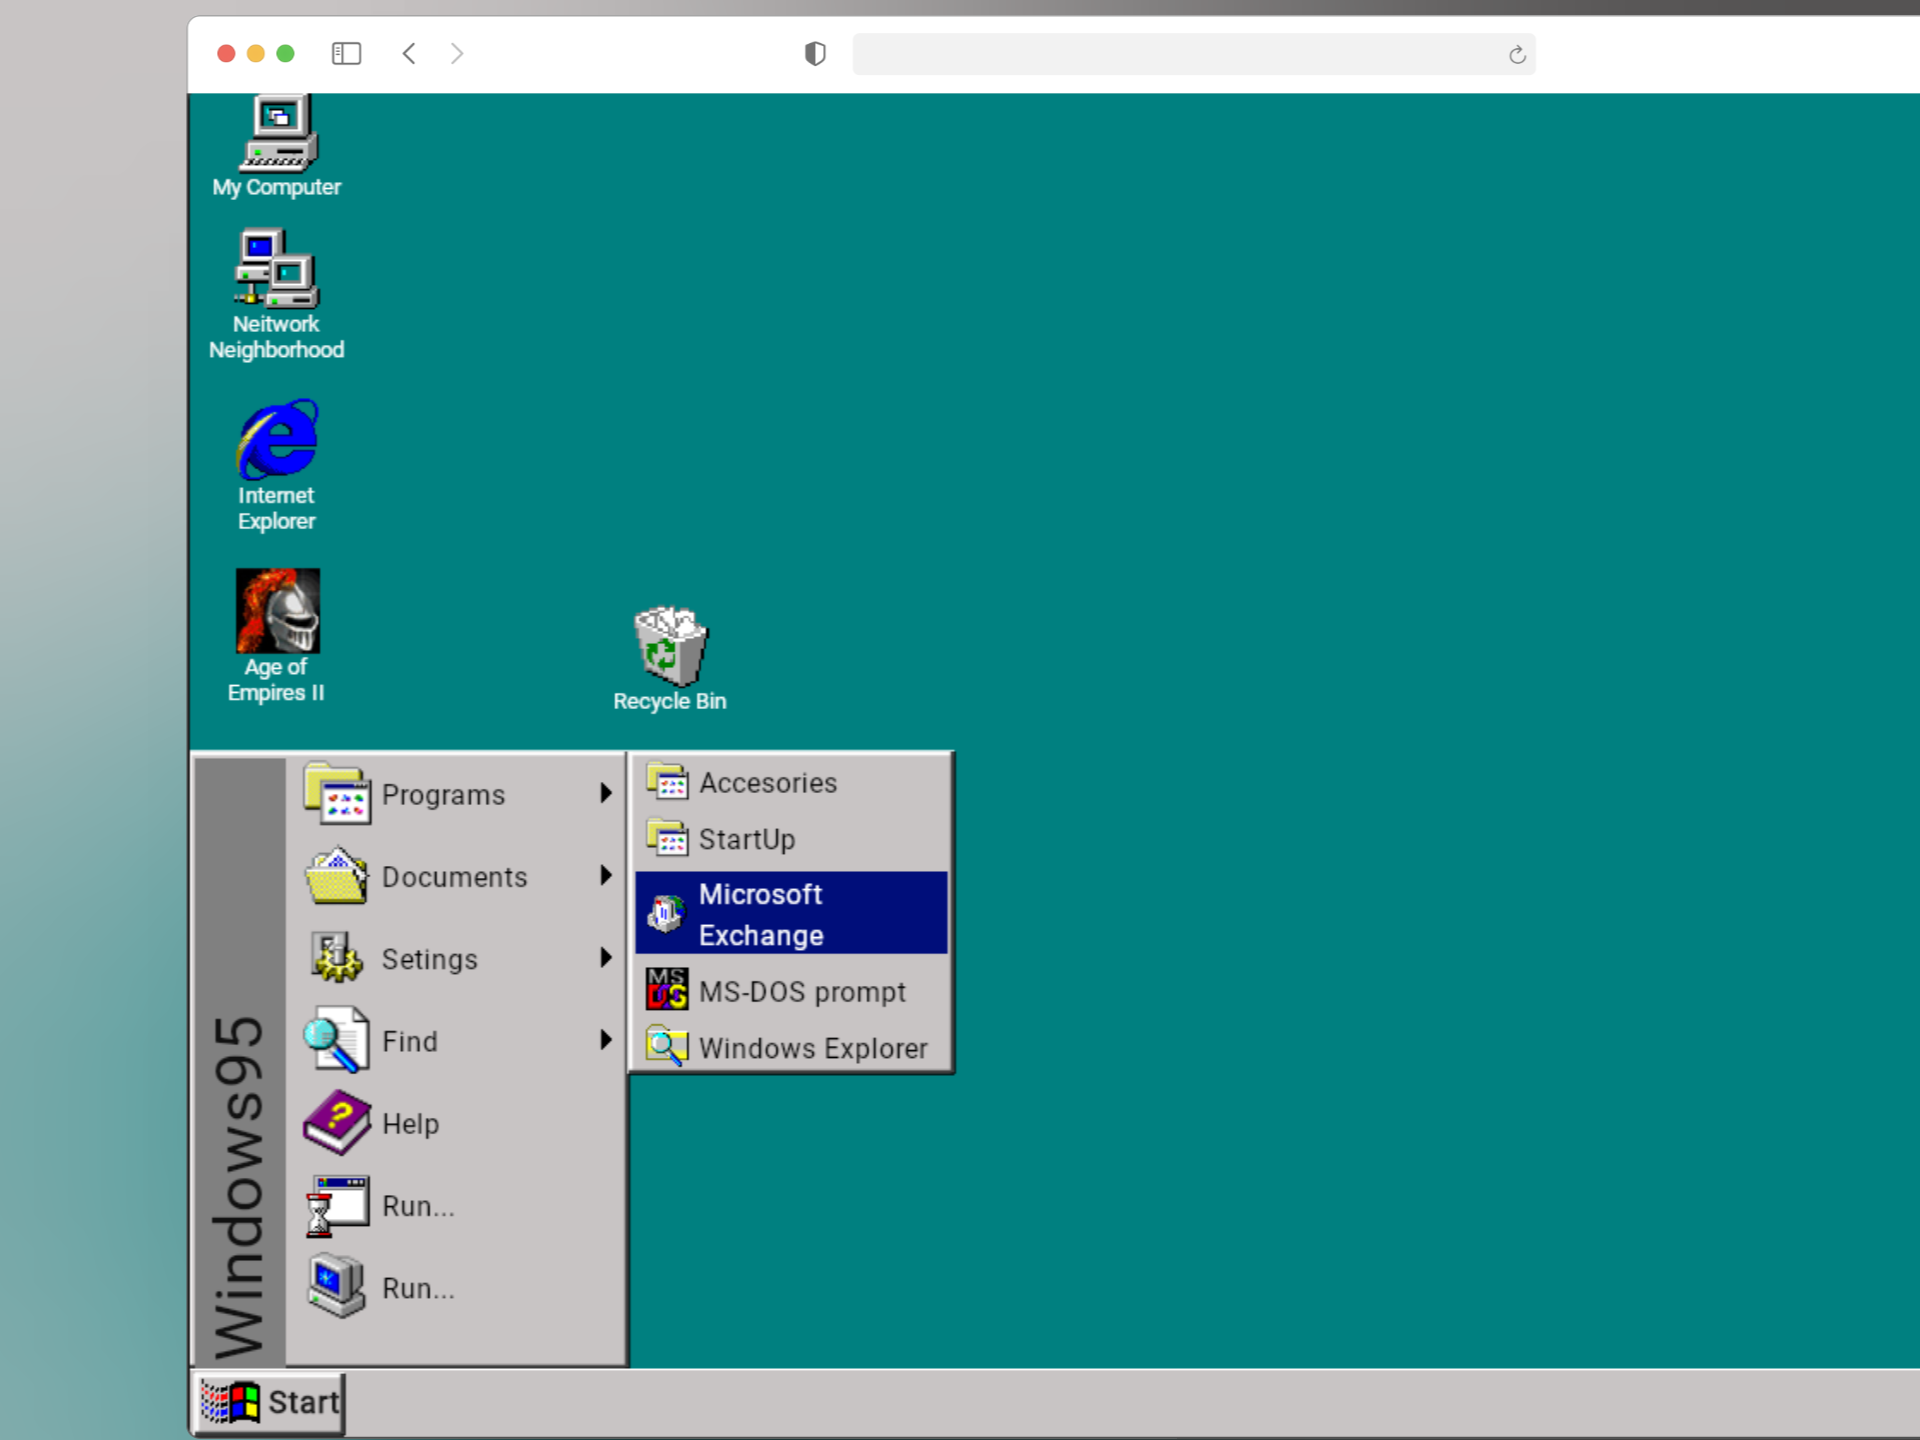 My Computer
Neitwork
Neighborhood
Internet
Explorer
Age of
Empires II
Recycle Bin
Programs
Documents
Setings
Find
Help
Run...
Run...
Windows95
Accesories
StartUp
Microsoft
Exchange
MS-DOS prompt
Windows Explorer
Start